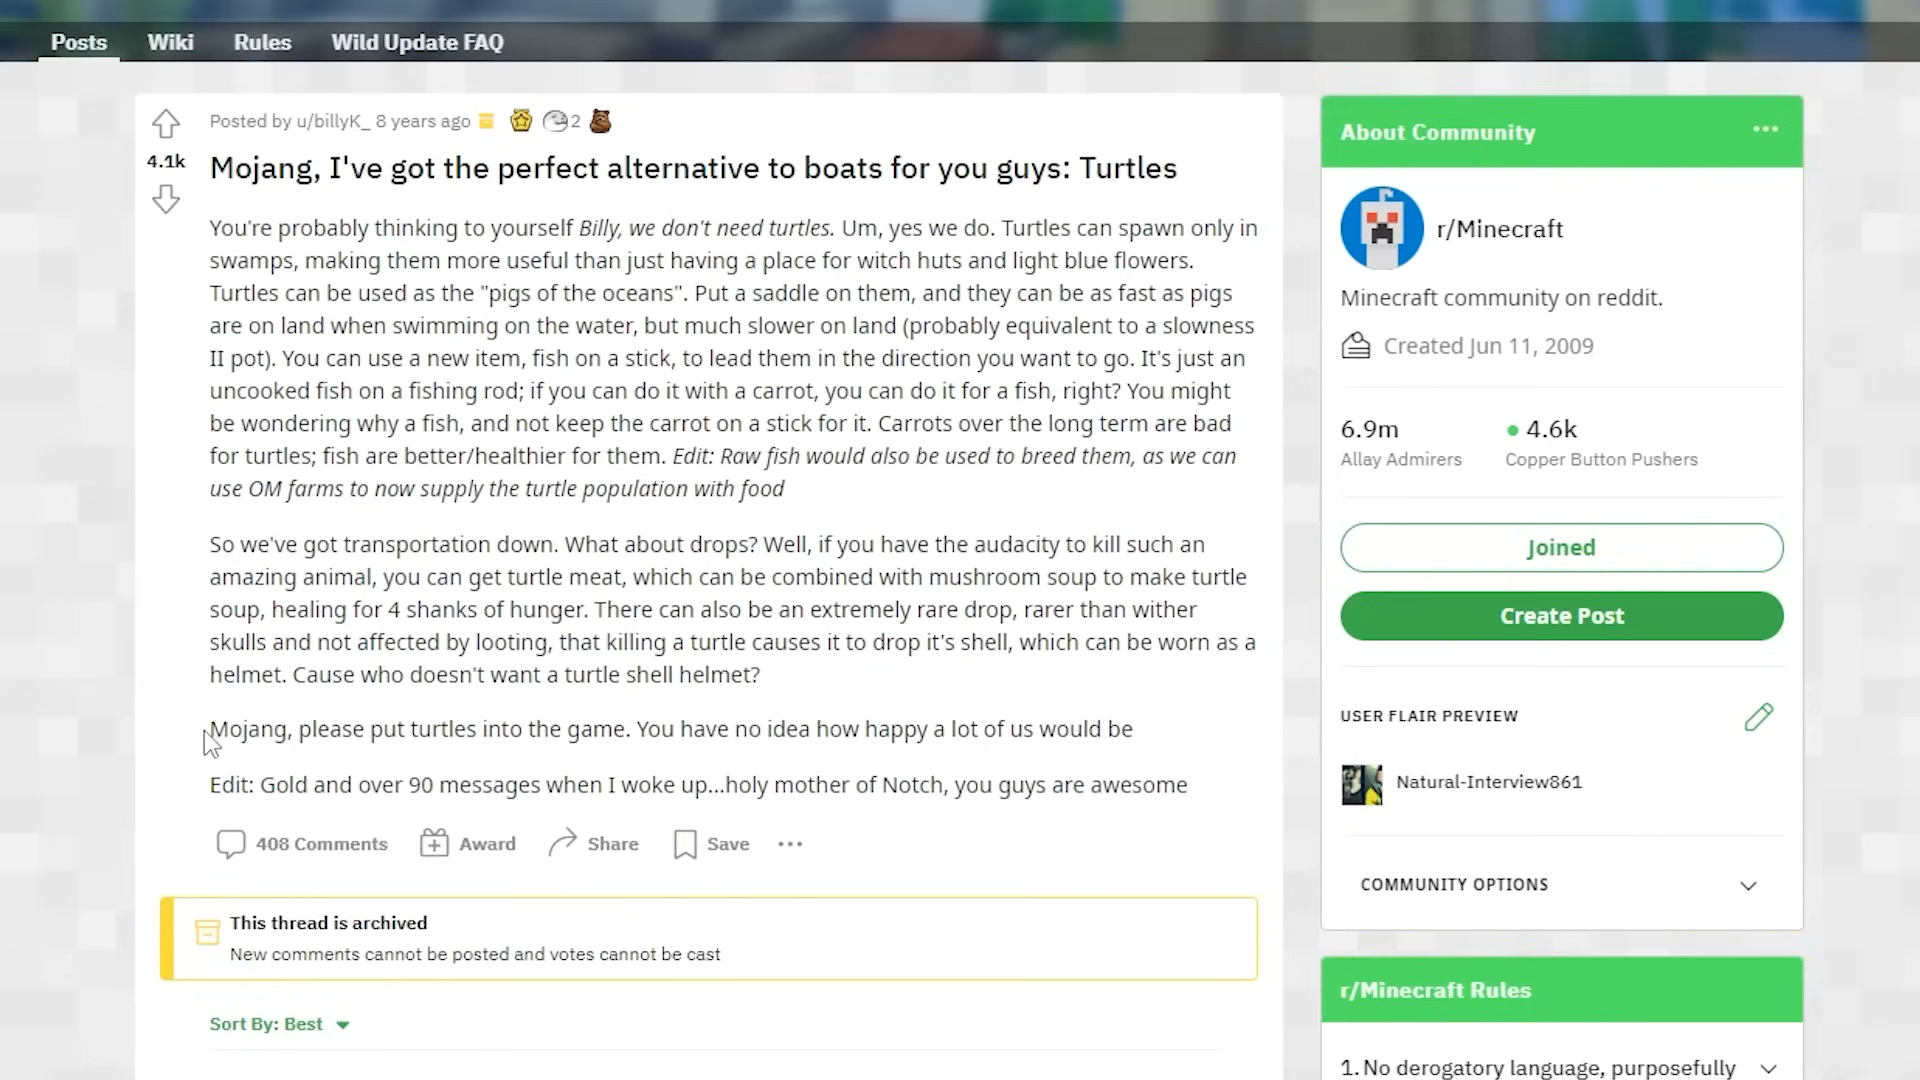 Posts Wiki Rules Wild Update FAQ
Posted by u/billyK_ 8 years ago 2
4.1k
Mojang, I've got the perfect alternative to boats for you guys: Turtles
You're probably thinking to yourself Billy, we don't need turtles. Um, yes we do. Turtles can spawn only in
swamps, making them more useful than just having a place for witch huts and light blue flowers.
Turtles can be used as the "pigs of the oceans". Put a saddle on them, and they can be as fast as pigs
are on land when swimming on the water, but much slower on land (probably equivalent to a slowness
II pot). You can use a new item, fish on a stick, to lead them in the direction you want to go. It's just an
uncooked fish on a fishing rod; if you can do it with a carrot, you can do it for a fish, right? You might
be wondering why a fish, and not keep the carrot on a stick for it. Carrots over the long term are bad
for turtles; fish are better/healthier for them. Edit: Raw fish would also be used to breed them, as we can
use OM farms to now supply the turtle population with food
So we've got transportation down. What about drops? Well, if you have the audacity to kill such an
amazing animal, you can get turtle meat, which can be combined with mushroom soup to make turtle
soup, healing for 4 shanks of hunger. There can also be an extremely rare drop, rarer than wither
skulls and not affected by looting, that killing a turtle causes it to drop it's shell, which can be worn as a
helmet. Cause who doesn't want a turtle shell helmet?
Mojang, please put turtles into the game. You have no idea how happy a lot of us would be
Edit: Gold and over 90 messages when I woke up...holy mother of Notch, you guys are awesome
408 Comments Award Share Save
This thread is archived
New comments cannot be posted and votes cannot be cast
Sort By: Best
About Community
r/Minecraft
Minecraft community on reddit.
Created Jun 11, 2009
6.9m 4.6k
Allay Admirers Copper Button Pushers
Joined
Create Post
USER FLAIR PREVIEW
Natural-Interview861
COMMUNITY OPTIONS
r/Minecraft Rules
1. No derogatory language, purposefully